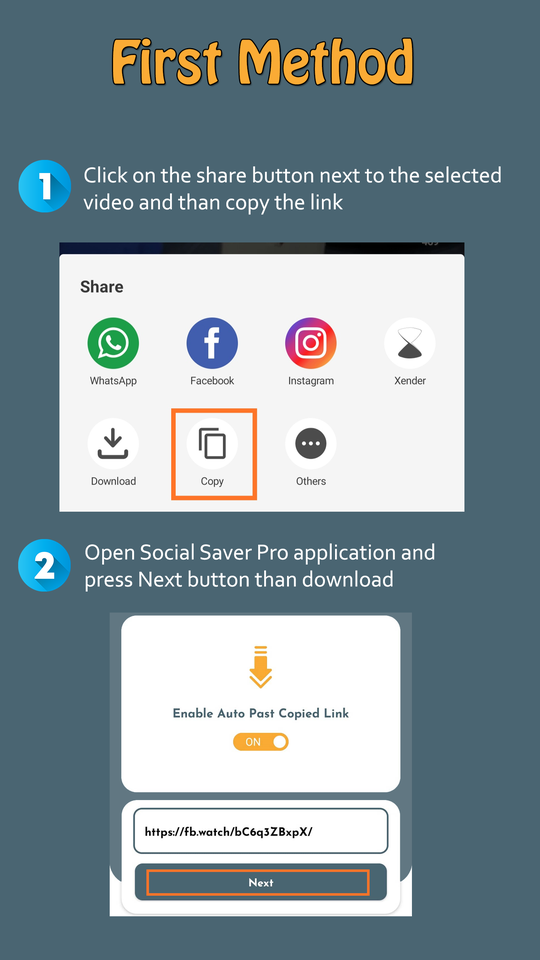 First Method
1
Click on the share button next to the selected
video and than copy the link
Share
WhatsApp
Facebook
Instagram
Xender
Download
Copy
Others
2
Open Social Saver Pro application and
press Next button than download
Enable Auto Past Copied Link
ON
https://fb.watch/bC6q3ZBxpX/
Next